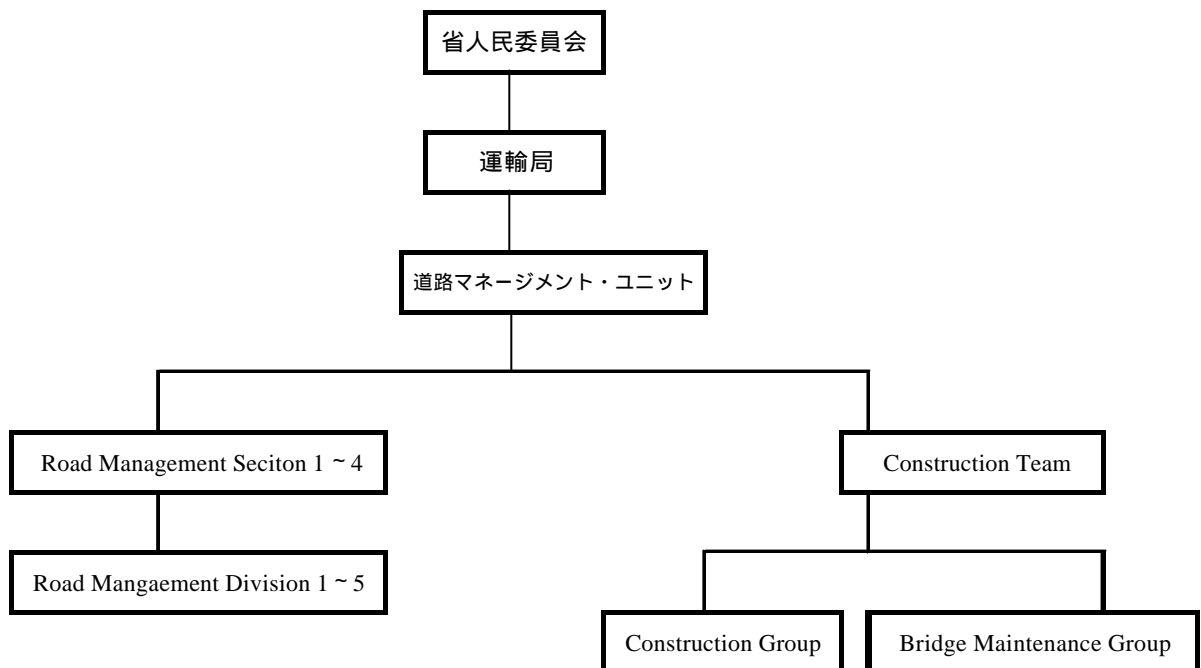 省人民委員会
運輸局
道路マネージメント・ユニット
Road Management Seciton 1 ~ 4
Construction Team
Road Mangaement Division 1 ~ 5
Construction Group
Bridge Maintenance Group